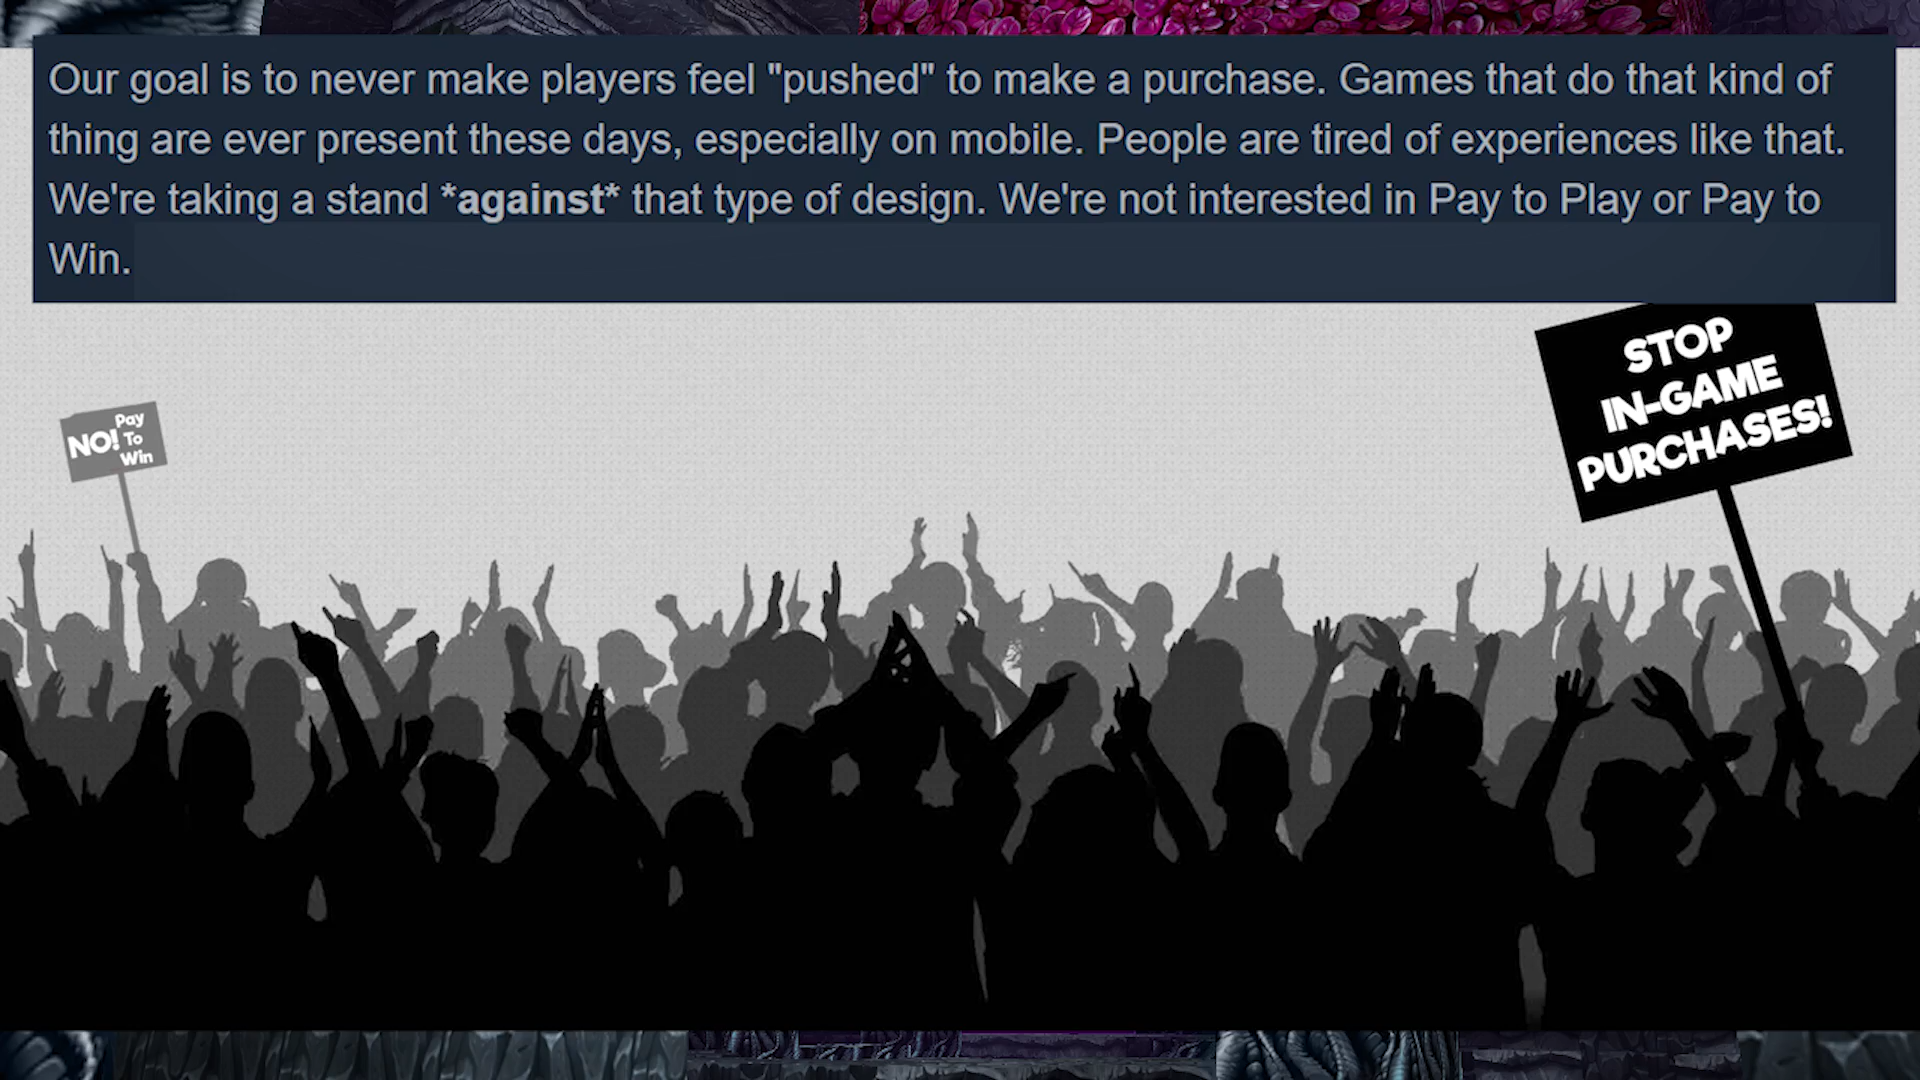 Our goal is to never make players feel "pushed" to make a purchase. Games that do that kind of
thing are ever present these days, especially on mobile. People are tired of experiences like that.
We're taking a stand *against* that type of design. We're not interested in Pay to Play or Pay to
Win.
STOP
IN-GAME
PURCHASES!
NO! Pay
To
Win